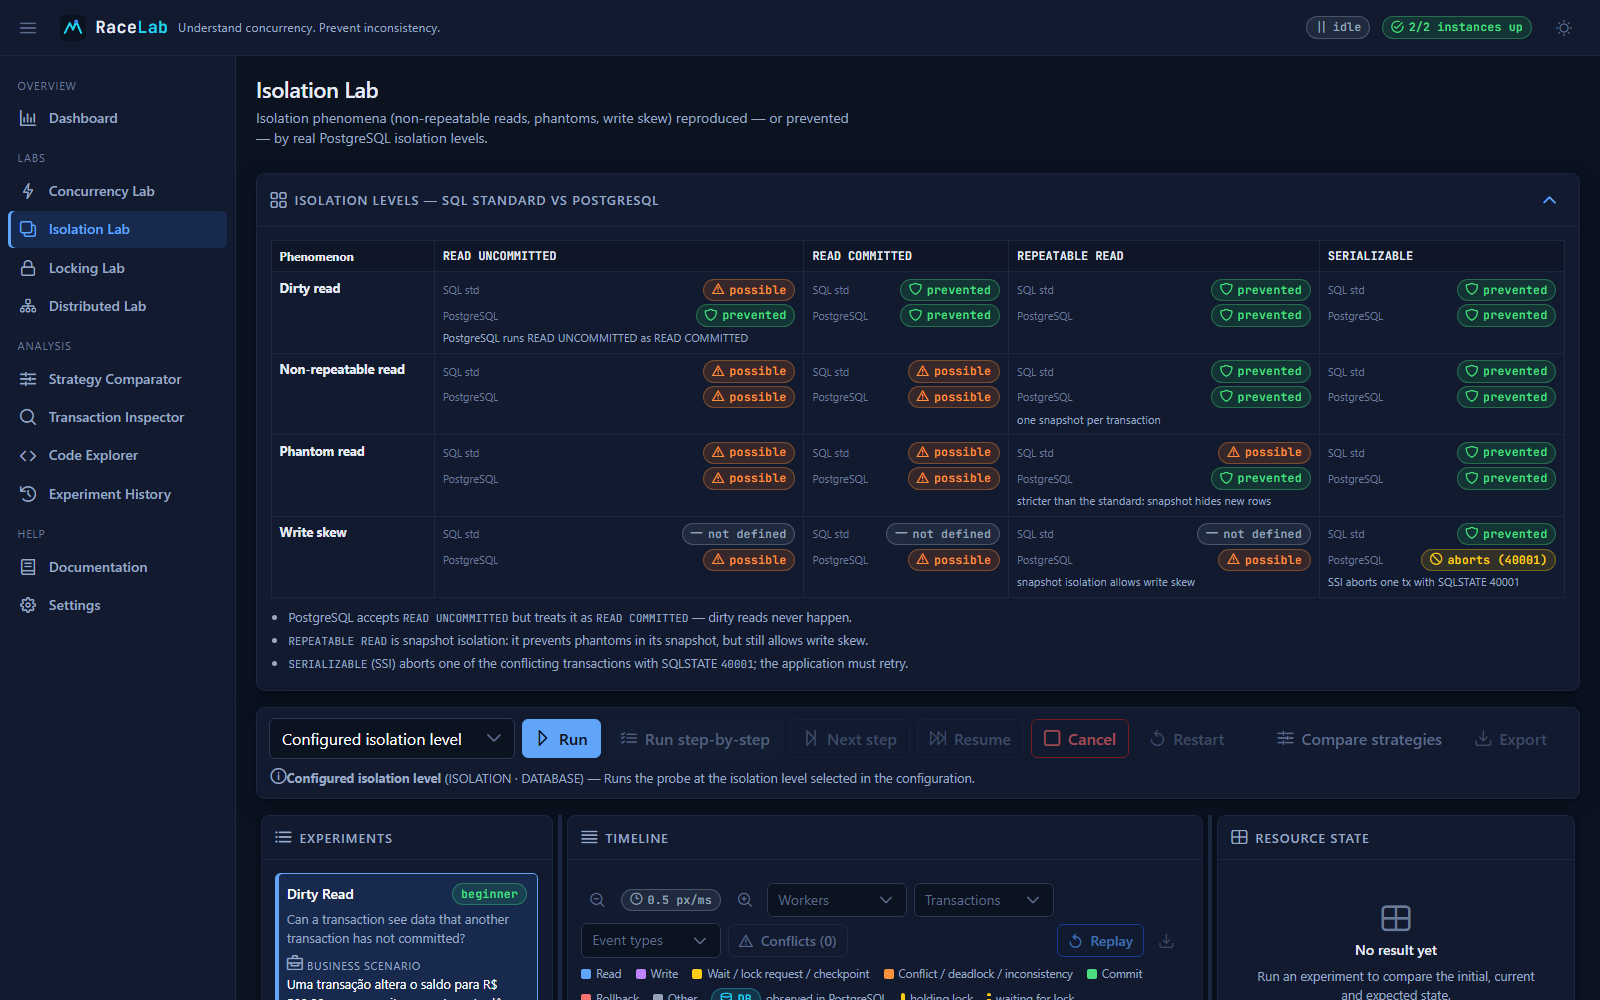 RaceLab Understand concurrency. Prevent inconsistency.
idle
2/2 instances up
OVERVIEW
Dashboard
LABS
Concurrency Lab
Isolation Lab
Locking Lab
Distributed Lab
ANALYSIS
Strategy Comparator
Transaction Inspector
Code Explorer
Experiment History
HELP
Documentation
Settings
Isolation Lab
Isolation phenomena (non-repeatable reads, phantoms, write skew) reproduced — or prevented
— by real PostgreSQL isolation levels.
ISOLATION LEVELS — SQL STANDARD VS POSTGRESQL
Phenomenon READ UNCOMMITTED READ COMMITTED REPEATABLE READ SERIALIZABLE
Dirty read
SQL std possible SQL std prevented SQL std prevented SQL std prevented
PostgreSQL prevented PostgreSQL prevented PostgreSQL prevented PostgreSQL prevented
PostgreSQL runs READ UNCOMMITTED as READ COMMITTED
Non-repeatable read
SQL std possible SQL std possible SQL std prevented SQL std prevented
PostgreSQL possible PostgreSQL possible PostgreSQL prevented PostgreSQL prevented
one snapshot per transaction
Phantom read
SQL std possible SQL std possible SQL std possible SQL std prevented
PostgreSQL possible PostgreSQL possible PostgreSQL prevented PostgreSQL prevented
stricter than the standard: snapshot hides new rows
Write skew
SQL std not defined SQL std not defined SQL std not defined SQL std prevented
PostgreSQL possible PostgreSQL possible PostgreSQL possible PostgreSQL aborts (40001)
snapshot isolation allows write skew SSI aborts one tx with SQLSTATE 40001
• PostgreSQL accepts READ UNCOMMITTED but treats it as READ COMMITTED — dirty reads never happen.
• REPEATABLE READ is snapshot isolation: it prevents phantoms in its snapshot, but still allows write skew.
• SERIALIZABLE (SSI) aborts one of the conflicting transactions with SQLSTATE 40001; the application must retry.
Configured isolation level Run Run step-by-step Next step Resume Cancel Restart Compare strategies Export
Configured isolation level (ISOLATION · DATABASE) — Runs the probe at the isolation level selected in the configuration.
EXPERIMENTS
Dirty Read beginner
Can a transaction see data that another
transaction has not committed?
BUSINESS SCENARIO
Uma transação altera o saldo para R$
TIMELINE
0.5 px/ms Workers Transactions
Event types Conflicts (0) Replay
Read Write Wait / lock request / checkpoint Conflict / deadlock / inconsistency Commit
Rollback Other DB observed in PostgreSQL holding lock waiting for lock
RESOURCE STATE
No result yet
Run an experiment to compare the initial, current
and expected state.